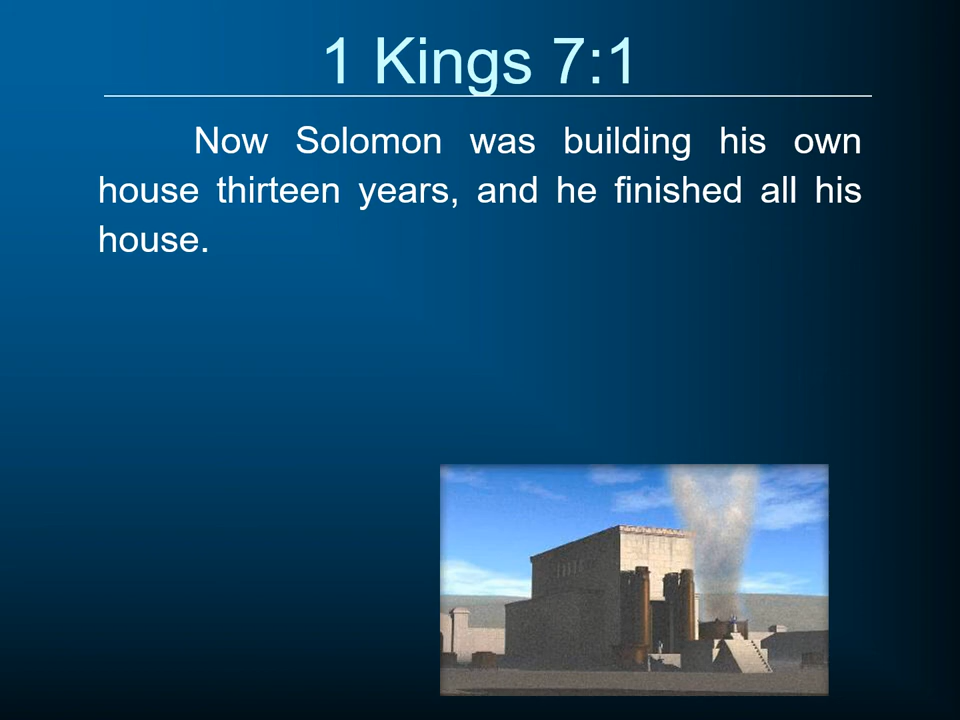 1 Kings 7:1
Now Solomon was building his own
house thirteen years, and he finished all his
house.